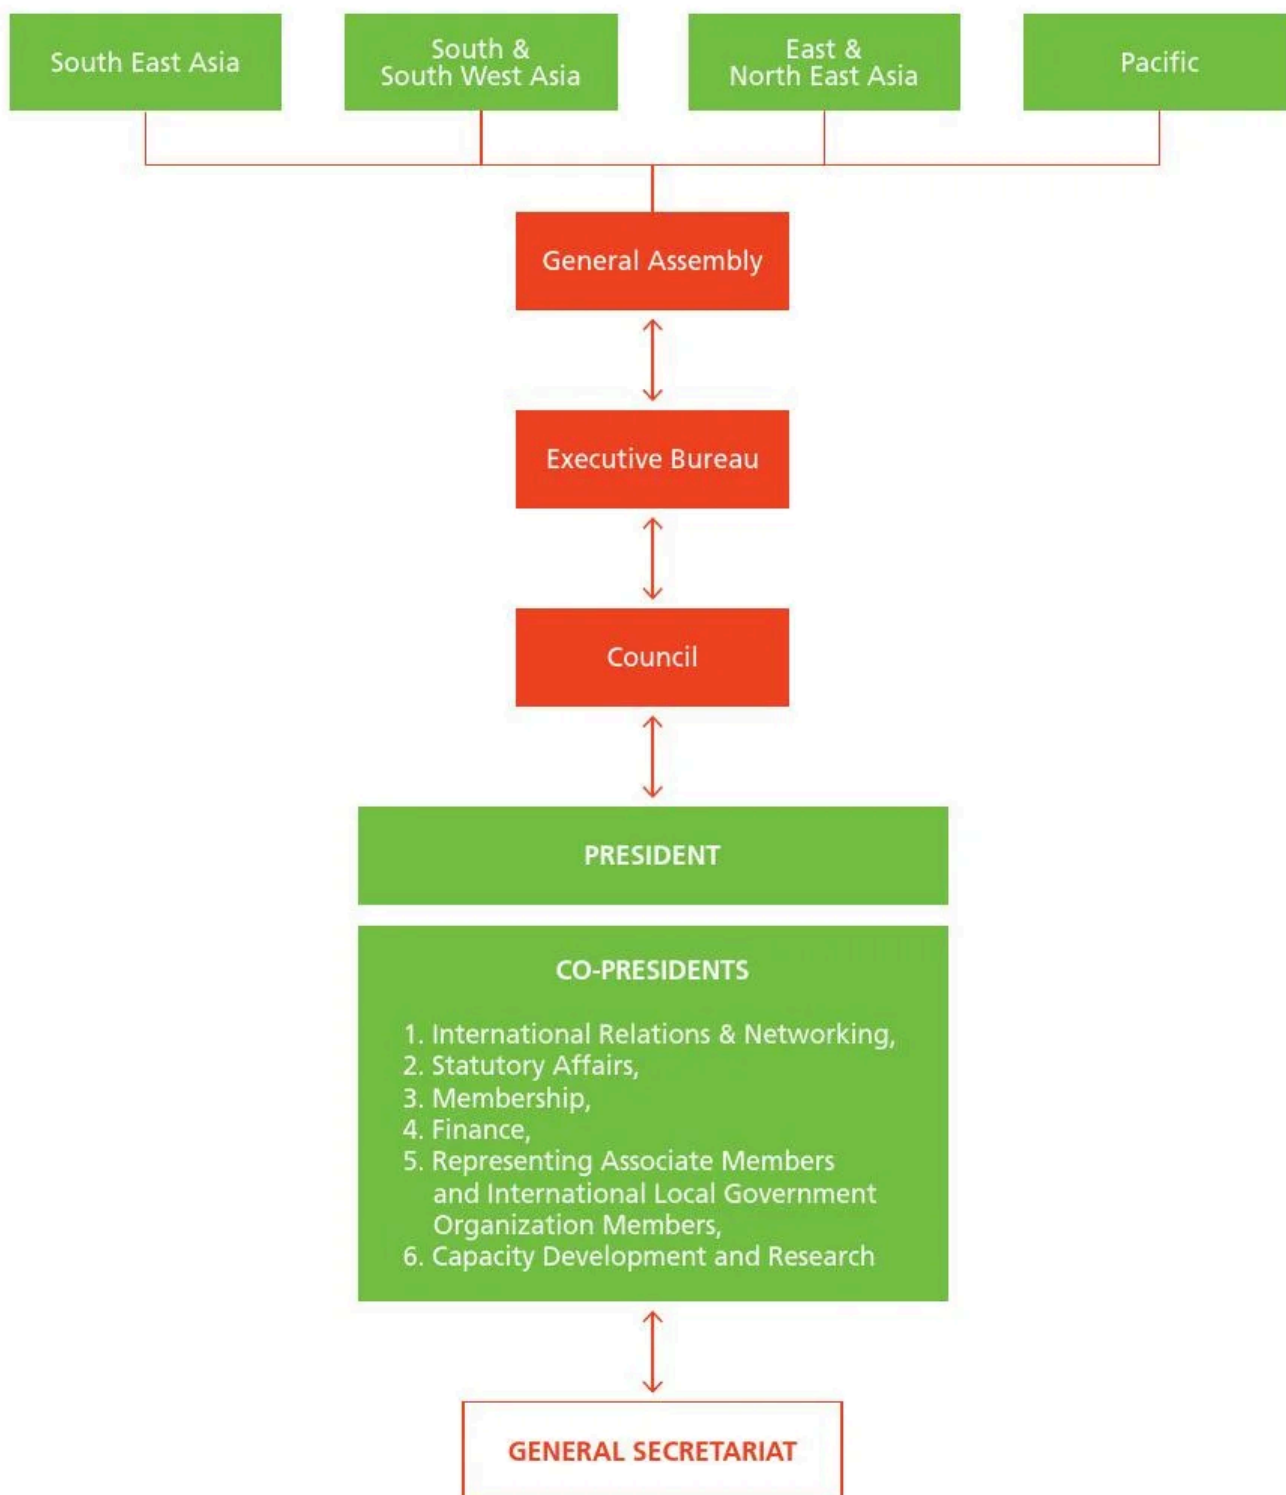 South East Asia
South &
South West Asia
East &
North East Asia
Pacific
General Assembly
Executive Bureau
Council
PRESIDENT
CO-PRESIDENTS
1. International Relations & Networking,
2. Statutory Affairs,
3. Membership,
4. Finance,
5. Representing Associate Members
and International Local Government
Organization Members,
6. Capacity Development and Research
GENERAL SECRETARIAT